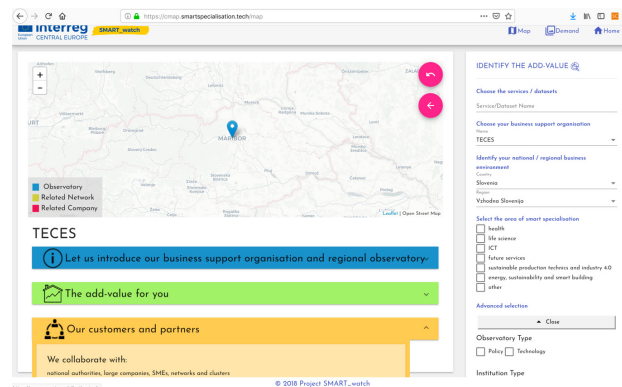 https://cmap.smartspecialisation.tech/map
Interreg
CENTRAL EUROPE
SMART_watch
Map
Demand
Home
+
−
MARIBOR
Observatory
Related Network
Related Company
Leaflet | Open Street Map
TECES
Let us introduce our business support organisation and regional observatory
The add-value for you
Our customers and partners
We collaborate with:
national authorities, large companies, SMEs, networks and clusters
IDENTIFY THE ADD-VALUE
Choose the services / datasets
Service/Dataset Name
Choose your business support organisation
Name
TECES
Identify your national / regional business
environment
Country
Slovenia
Region
Vzhodna Slovenija
Select the area of smart specialisation
health
life science
ICT
future services
sustainable production technics and industry 4.0
energy, sustainability and smart building
other
Advanced selection
Close
Observatory Type
Policy
Technology
Institution Type
© 2018 Project SMART_watch